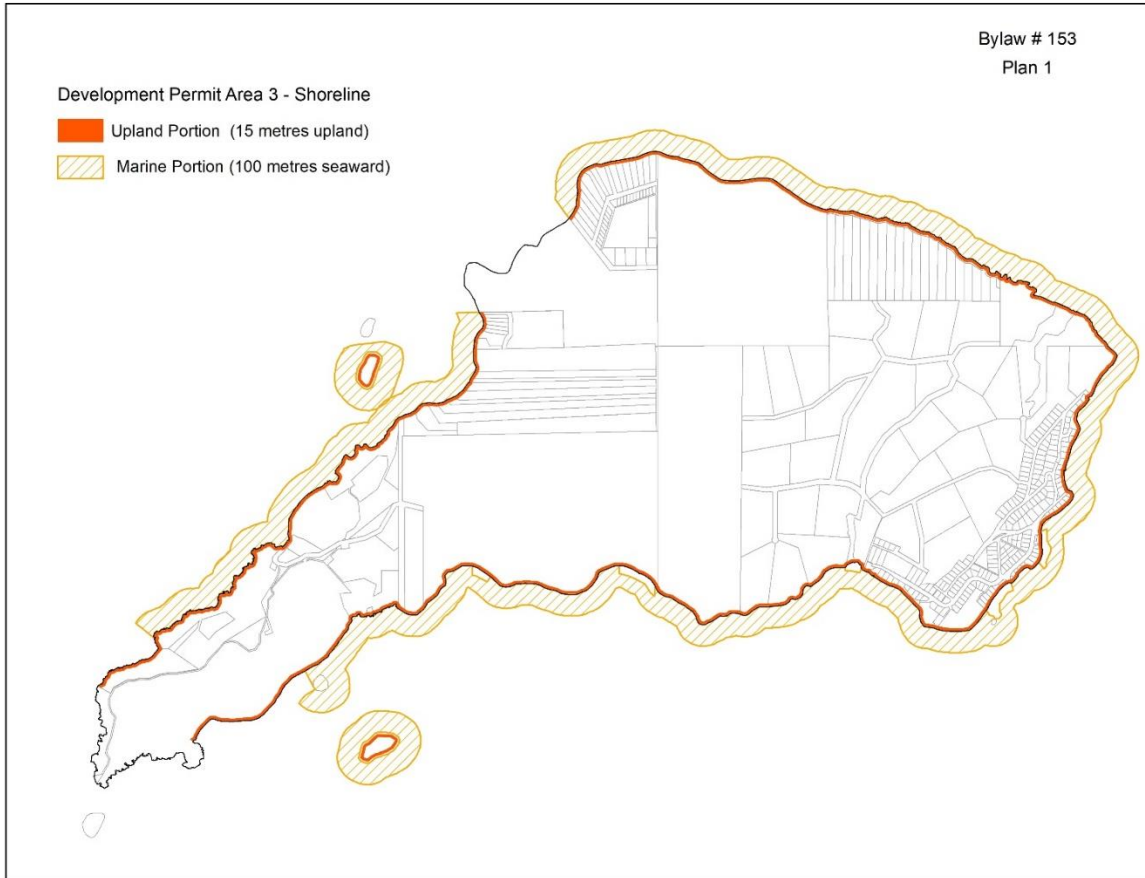 Bylaw # 153
Plan 1
Development Permit Area 3 - Shoreline
Upland Portion (15 metres upland)
Marine Portion (100 metres seaward)